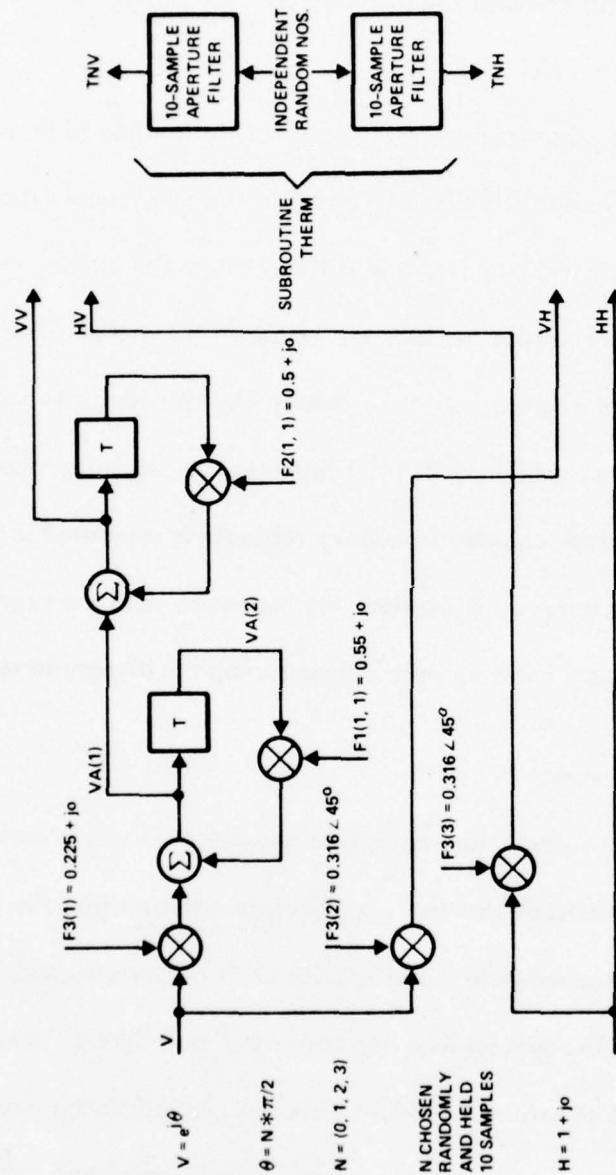 V = e^jθ
θ = N * π/2
N = (0, 1, 2, 3)
N CHOSEN
RANDOMLY
AND HELD
10 SAMPLES
H = 1 + jo
V
F3(1) = 0.225 + jo
Σ
VA(1)
T
VA(2)
F1(1, 1) = 0.55 + jo
Σ
T
F2(1, 1) = 0.5 + jo
F3(2) = 0.316 ∠ 45°
F3(3) = 0.316 ∠ 45°
VV
HV
VH
HH
SUBROUTINE
THERM
TNV
10-SAMPLE
APERTURE
FILTER
INDEPENDENT
RANDOM NOS.
10-SAMPLE
APERTURE
FILTER
TNH